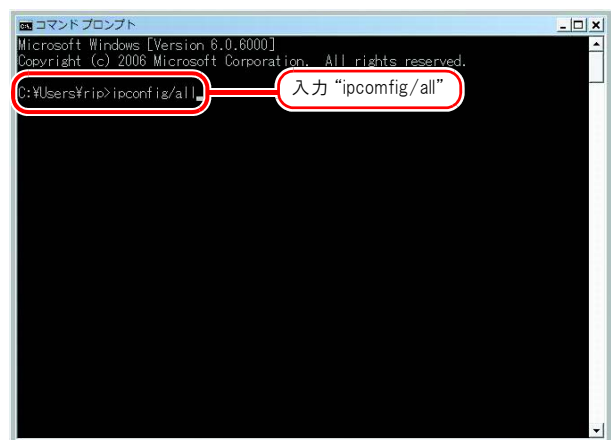 コマンド プロンプト
Microsoft Windows [Version 6.0.6000]
Copyright (c) 2006 Microsoft Corporation. All rights reserved.
C:¥Users¥rip>ipconfig/all_
入力 “ipcomfig/all”